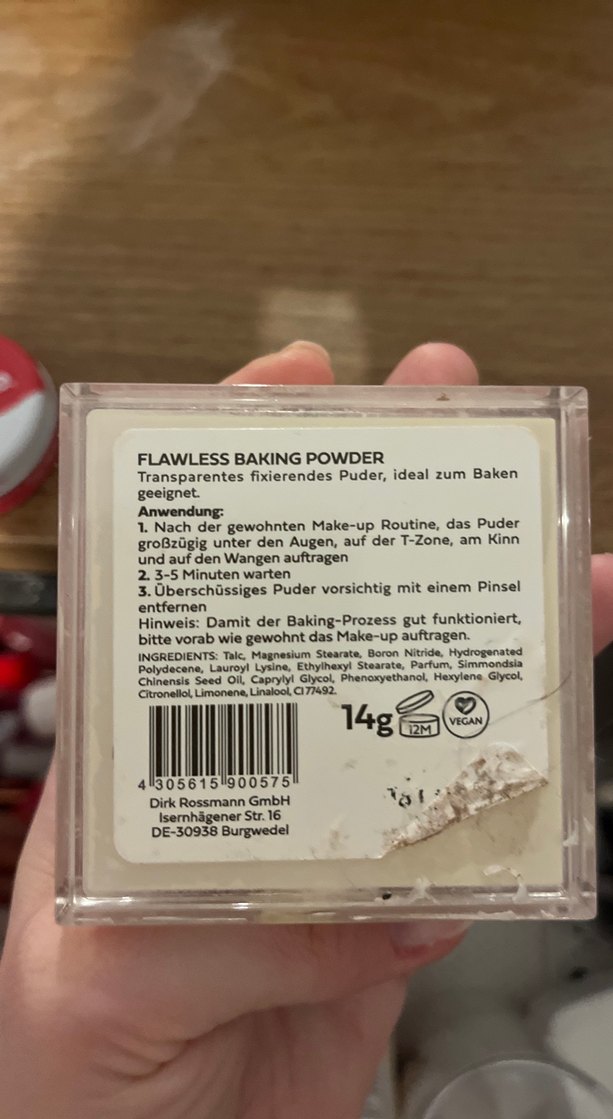 FLAWLESS BAKING POWDER
Transparentes fixierendes Puder, ideal zum Baken
geeignet.
Anwendung:
1. Nach der gewohnten Make-up Routine, das Puder
großzügig unter den Augen, auf der T-Zone, am Kinn
und auf den Wangen auftragen
2. 3-5 Minuten warten
3. Überschüssiges Puder vorsichtig mit einem Pinsel
entfernen
Hinweis: Damit der Baking-Prozess gut funktioniert,
bitte vorab wie gewohnt das Make-up auftragen.
INGREDIENTS: Talc, Magnesium Stearate, Boron Nitride, Hydrogenated
Polydecene, Lauroyl Lysine, Ethylhexyl Stearate, Parfum, Simmondsia
Chinensis Seed Oil, Caprylyl Glycol, Phenoxyethanol, Hexylene Glycol,
Citronellol, Limonene, Linalool, CI 77492.
14g 12M VEGAN
4 305615 900575
Dirk Rossmann GmbH
Isernhägener Str. 16
DE-30938 Burgwedel